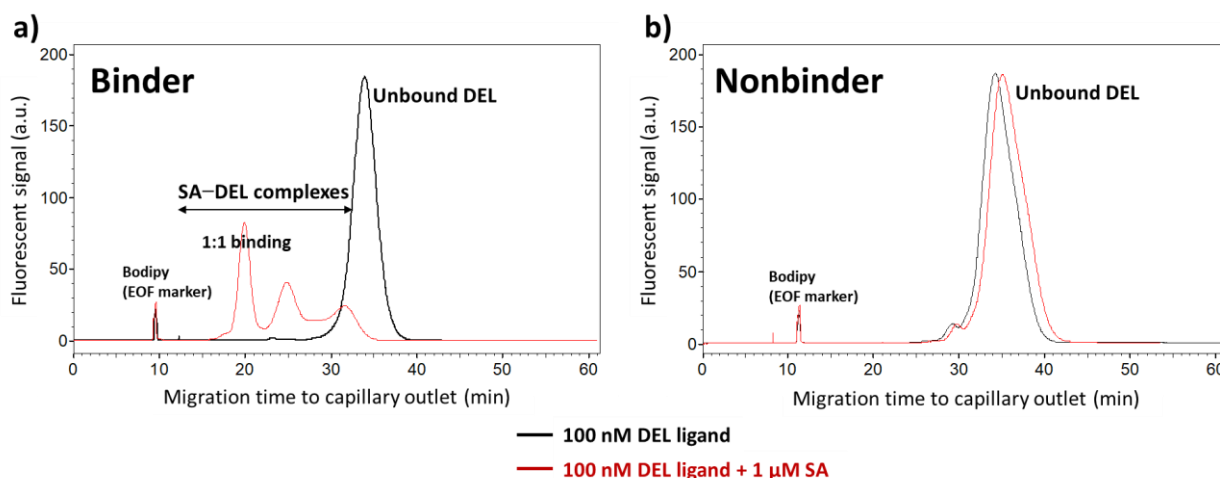 a)
200
150
100
50
0
Fluorescent signal (a.u.)
Binder
Unbound DEL
SA−DEL complexes
1:1 binding
Bodipy
(EOF marker)
0 10 20 30 40 50 60
Migration time to capillary outlet (min)
b)
200
150
100
50
0
Fluorescent signal (a.u.)
Nonbinder
Unbound DEL
Bodipy
(EOF marker)
0 10 20 30 40 50 60
Migration time to capillary outlet (min)
100 nM DEL ligand
100 nM DEL ligand + 1 μM SA